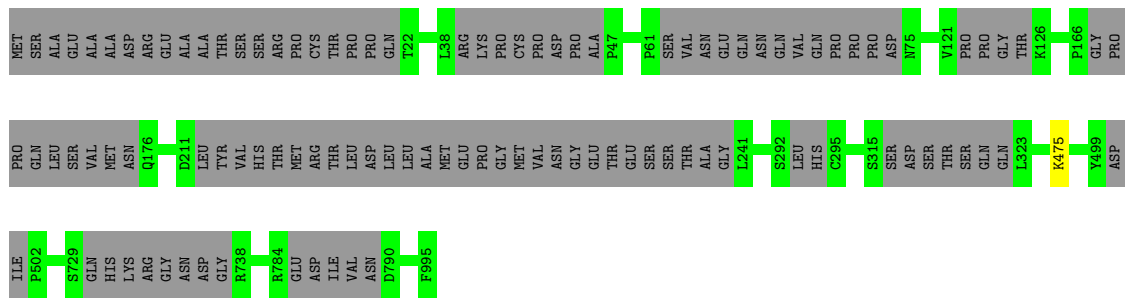 MET SER ALA GLU ALA ALA ASP ARG GLU ALA ALA THR SER SER ARG PRO CYS THR PRO PRO GLN T22 L38 ARG LYS PRO CYS PRO ASP PRO ALA P47 P61 SER VAL ASN GLU GLN ASN GLN VAL GLN PRO PRO PRO ASP N75 V121 PRO PRO GLY THR K126 P166 GLY PRO
PRO GLN LEU SER VAL MET ASN Q176 D211 LEU TYR VAL HIS THR MET ARG THR LEU ASP LEU LEU ALA MET GLU PRO GLY MET VAL ASN GLY GLU THR GLU SER SER THR ALA GLY L241 S292 LEU HIS C295 S315 SER ASP SER THR SER GLN GLN L323 K475 Y499 ASP
ILE P502 S729 GLN HIS LYS ARG GLY ASN ASP GLY R738 R784 GLU ASP ILE VAL ASN D790 F995